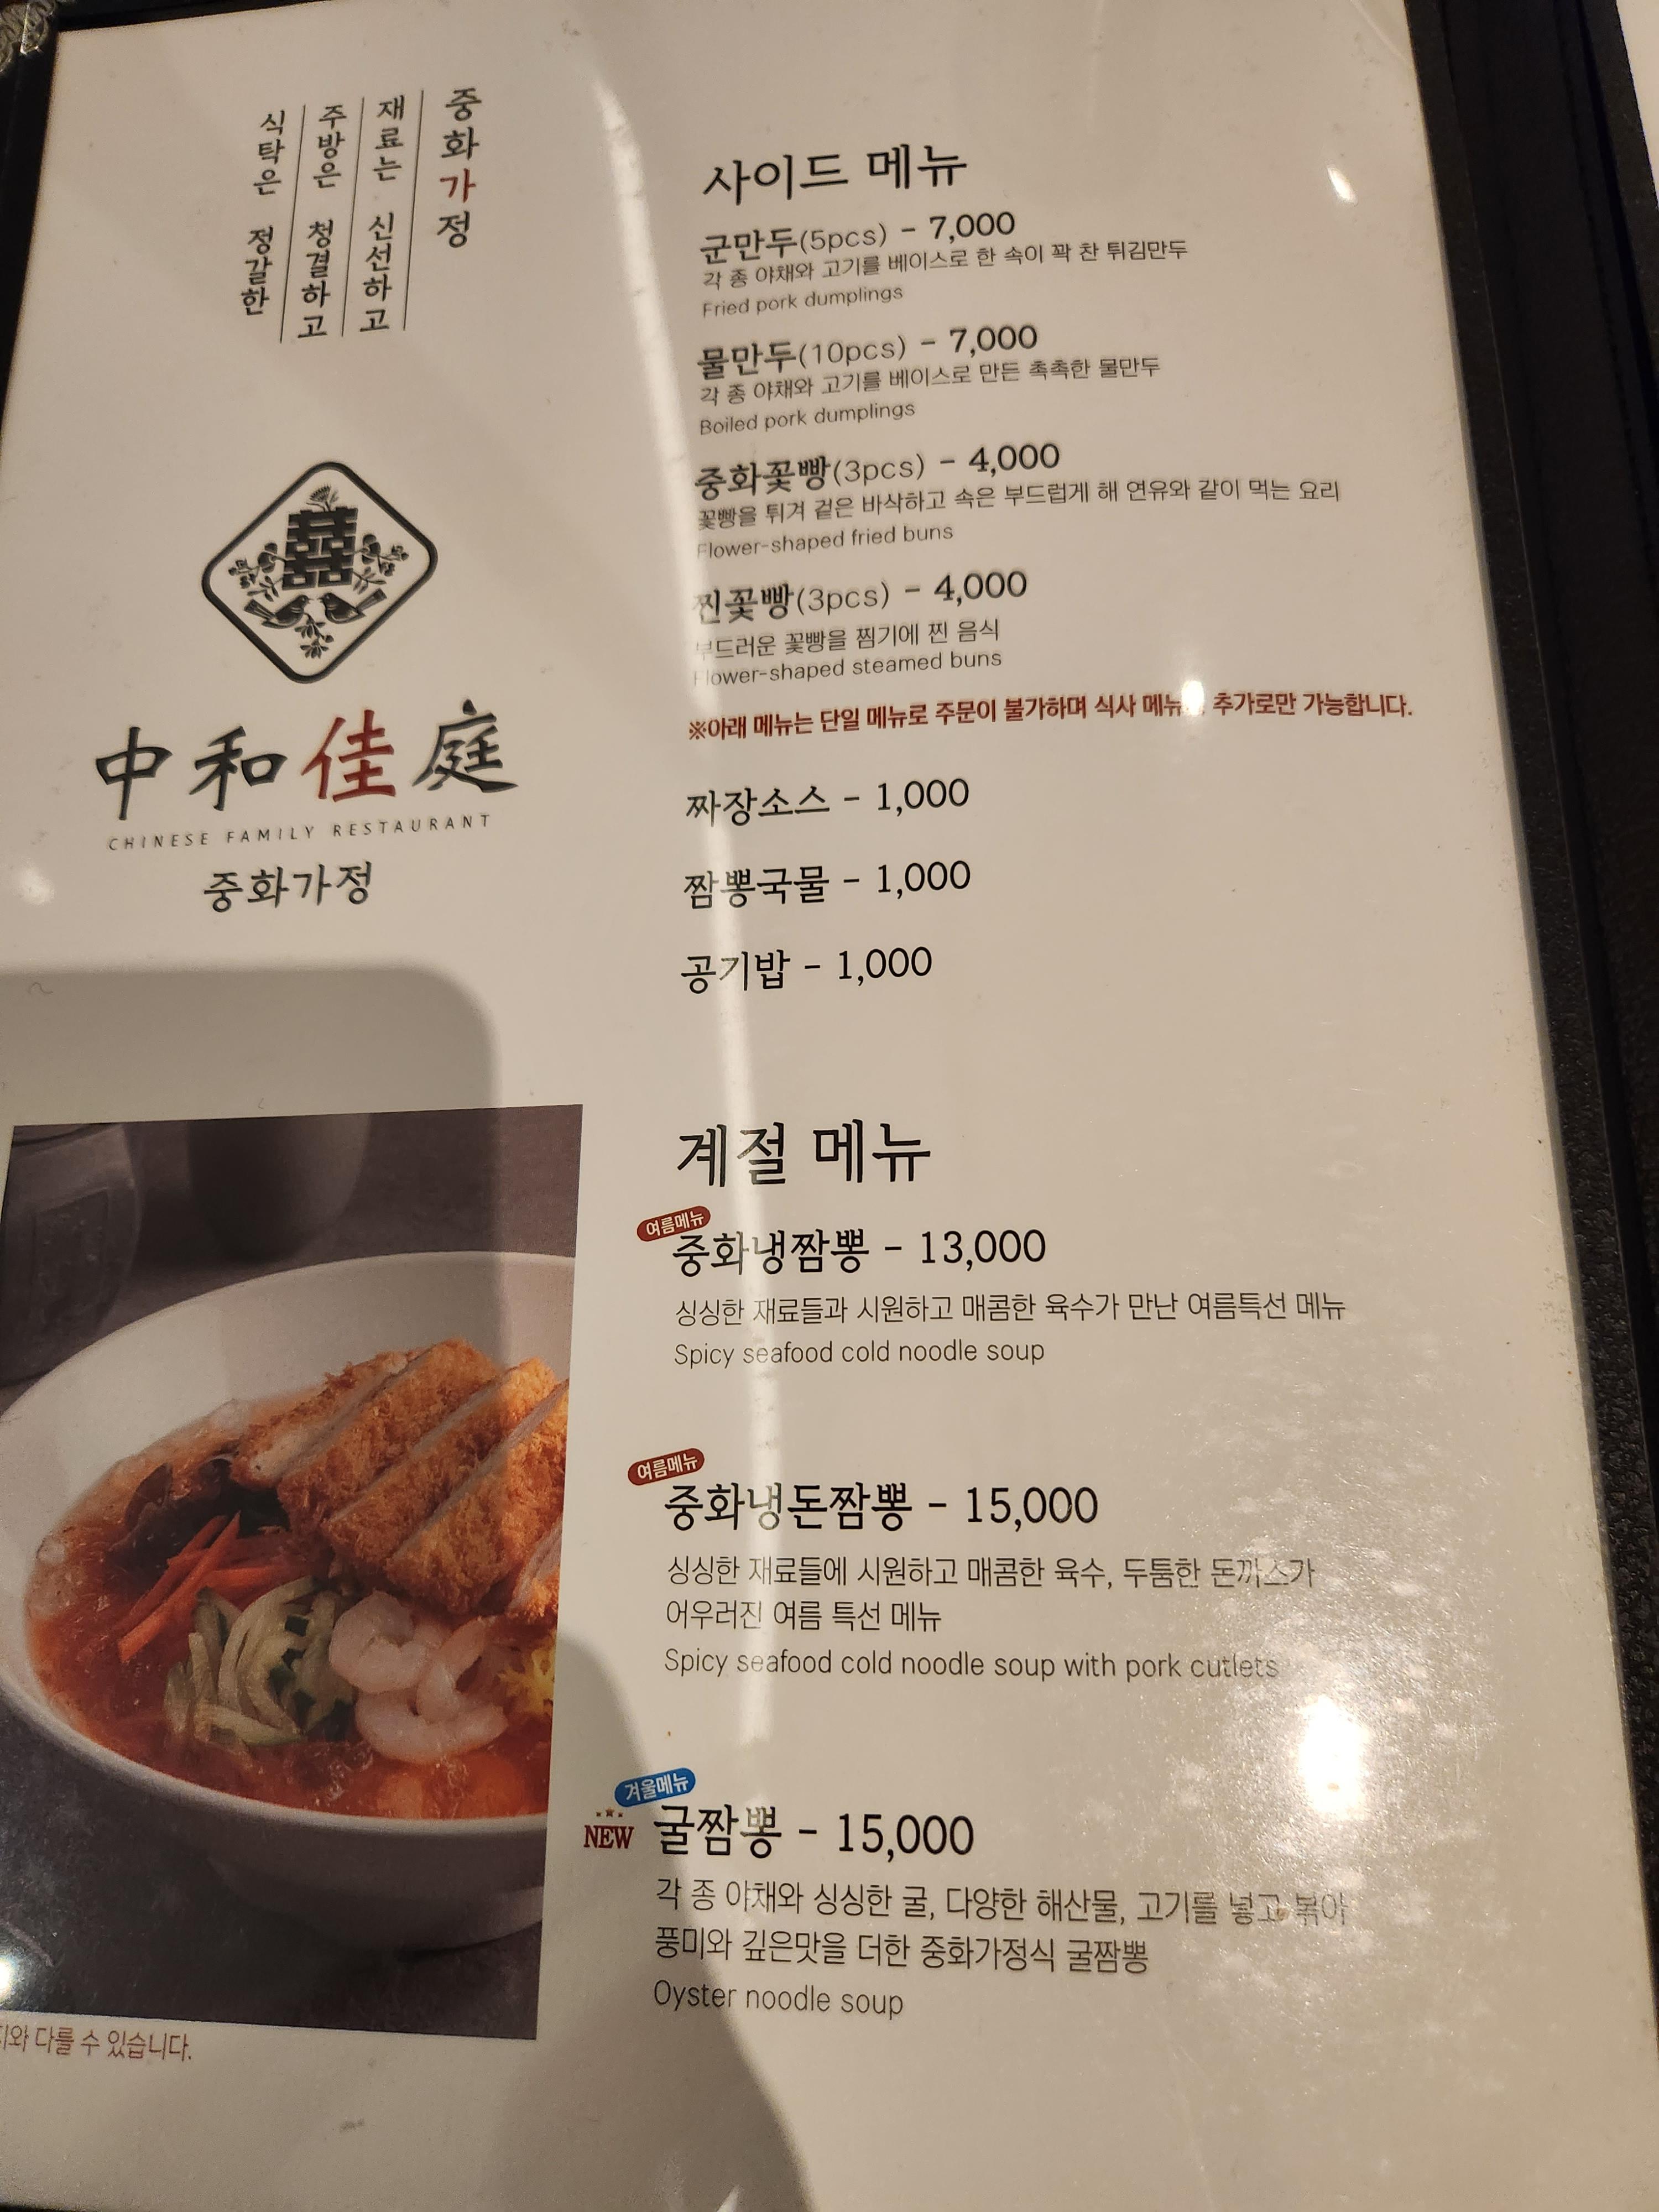 식탁은 정갈한
주방은 청결하고
재료는 신선하고
중화가정
囍
中和佳庭
CHINESE FAMILY RESTAURANT
중화가정
사이드 메뉴
군만두(5pcs) - 7,000
각 종 야채와 고기를 베이스로 한 속이 꽉 찬 튀김만두
Fried pork dumplings
물만두(10pcs) - 7,000
각 종 야채와 고기를 베이스로 만든 촉촉한 물만두
Boiled pork dumplings
중화꽃빵(3pcs) - 4,000
꽃빵을 튀겨 겉은 바삭하고 속은 부드럽게 해 연유와 같이 먹는 요리
Flower-shaped fried buns
찐꽃빵(3pcs) - 4,000
부드러운 꽃빵을 찜기에 찐 음식
Flower-shaped steamed buns
※아래 메뉴는 단일 메뉴로 주문이 불가하며 식사 추가로만 가능합니다.
짜장소스 - 1,000
짬뽕국물 - 1,000
공기밥 - 1,000
계절 메뉴
여름메뉴
중화냉짬뽕 - 13,000
싱싱한 재료들과 시원하고 매콤한 육수가 만난 여름특선 메뉴
Spicy seafood cold noodle soup
여름메뉴
중화냉돈짬뽕 - 15,000
싱싱한 재료들에 시원하고 매콤한 육수, 두툼한 돈까스가
어우러진 여름 특선 메뉴
Spicy seafood cold noodle soup with pork cutlets
겨울메뉴
NEW 굴짬뽕 - 15,000
각 종 야채와 싱싱한 굴, 다양한 해산물, 고기를 넣고 볶아
풍미와 깊은맛을 더한 중화가정식 굴짬뽕
Oyster noodle soup
다를 수 있습니다.